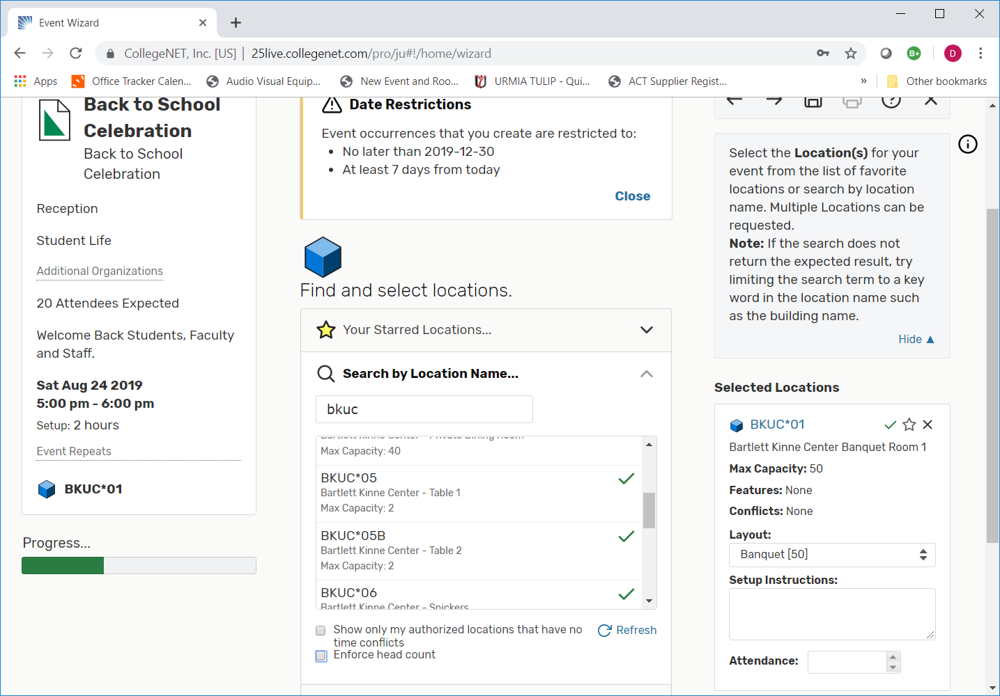 Event Wizard
CollegeNET, Inc. [US] | 25live.collegenet.com/pro/ju#!/home/wizard
B+
D
Apps
Office Tracker Calen...
Audio Visual Equip...
New Event and Roo...
URMIA TULIP - Qui...
ACT Supplier Regist...
»
Other bookmarks
Back to School
Celebration
Back to School
Celebration
Reception
Student Life
Additional Organizations
20 Attendees Expected
Welcome Back Students, Faculty
and Staff.
Sat Aug 24 2019
5:00 pm - 6:00 pm
Setup: 2 hours
Event Repeats
BKUC*01
Progress...
Date Restrictions
Event occurrences that you create are restricted to:
• No later than 2019-12-30
• At least 7 days from today
Close
Find and select locations.
Your Starred Locations...
Search by Location Name...
bkuc
Bartlett Kinne Center - Private Dining Room
Max Capacity: 40
BKUC*05
Bartlett Kinne Center - Table 1
Max Capacity: 2
BKUC*05B
Bartlett Kinne Center - Table 2
Max Capacity: 2
BKUC*06
Bartlett Kinne Center - Snickers
Show only my authorized locations that have no
time conflicts
Refresh
Enforce head count
Select the Location(s) for your
event from the list of favorite
locations or search by location
name. Multiple Locations can be
requested.
Note: If the search does not
return the expected result, try
limiting the search term to a key
word in the location name such
as the building name.
Hide ▲
Selected Locations
BKUC*01
Bartlett Kinne Center Banquet Room 1
Max Capacity: 50
Features: None
Conflicts: None
Layout:
Banquet [50]
Setup Instructions:
Attendance: